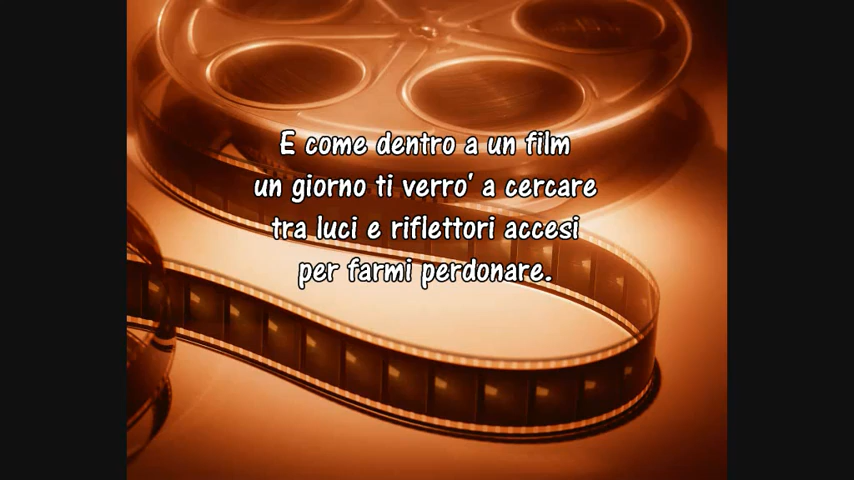 E come dentro a un film
un giorno ti verro' a cercare
tra luci e riflettori accesi
per farmi perdonare.